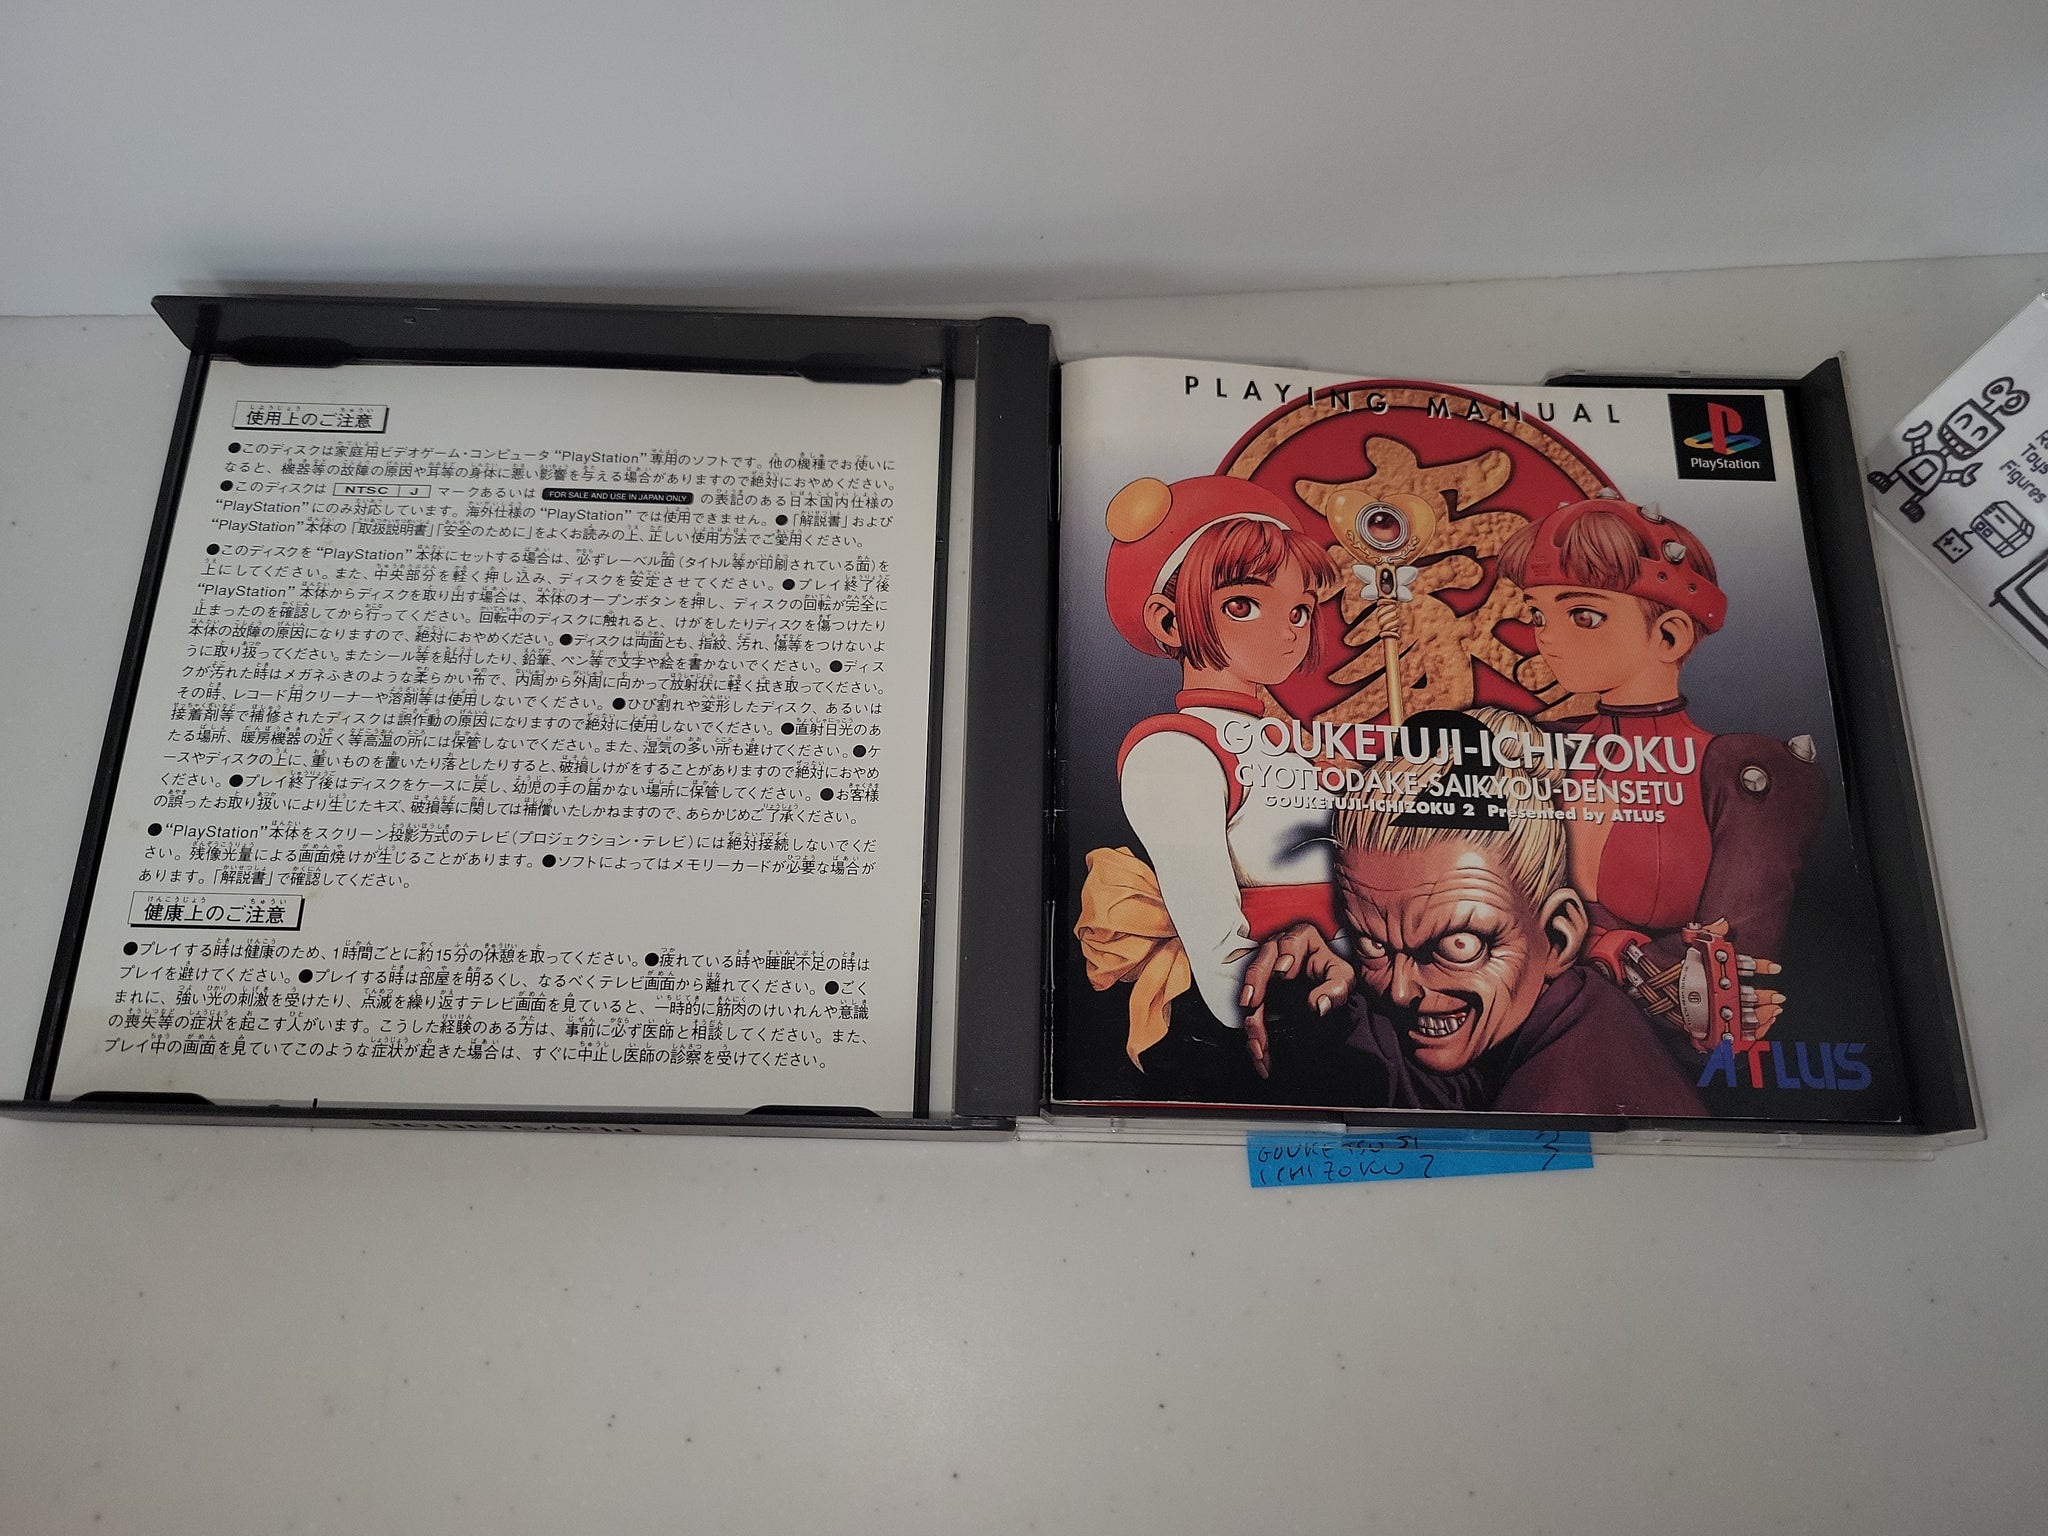 使用上のご注意
●このディスクは家庭用ビデオゲーム・コンピュータ“PlayStation”専用のソフトです。他の機種でお使いに
なると、機器等の故障の原因や耳等の身体に悪い影響を与える場合がありますので絶対におやめください。
●このディスクは NTSC J マークあるいは FOR SALE AND USE IN JAPAN ONLY の表記のある日本国内仕様の
“PlayStation”にのみ対応しています。海外仕様の“PlayStation”では使用できません。●「解説書」および
“PlayStation”本体の「取扱説明書」「安全のために」をよくお読みの上、正しい使用方法でご愛用ください。
●このディスクを“PlayStation”本体にセットする場合は、必ずレーベル面（タイトル等が印刷されている面）を
上にしてください。また、中央部分を軽く押し込み、ディスクを安定させてください。●プレイ終了後
“PlayStation”本体からディスクを取り出す場合は、本体のオープンボタンを押し、ディスクの回転が完全に
止まったのを確認してから行ってください。回転中のディスクに触れると、けがをしたりディスクを傷つけたり
本体の故障の原因になりますので、絶対におやめください。●ディスクは両面とも、指紋、汚れ、傷等をつけないよ
うに取り扱ってください。またシール等を貼付したり、鉛筆、ペン等で文字や絵を書かないでください。●ディス
クが汚れた時はメガネふきのような柔らかい布で、内周から外周に向かって放射状に軽く拭き取ってください。
その時、レコード用クリーナーや溶剤等は使用しないでください。●ひび割れや変形したディスク、あるいは
接着剤等で補修されたディスクは誤作動の原因になりますので絶対に使用しないでください。●直射日光のあ
たる場所、暖房機器の近く等高温の所には保管しないでください。また、湿気の多い所も避けてください。●ケ
ースやディスクの上に、重いものを置いたり落としたりすると、破損しけがをすることがありますので絶対におやめ
ください。●プレイ終了後はディスクをケースに戻し、幼児の手の届かない場所に保管してください。●お客様
の誤ったお取り扱いにより生じたキズ、破損等に関しては補償いたしかねますので、あらかじめご了承ください。
●“PlayStation”本体をスクリーン投影方式のテレビ（プロジェクション・テレビ）には絶対接続しないでくだ
さい。残像光量による画面焼けが生じることがあります。●ソフトによってはメモリーカードが必要な場合が
あります。「解説書」で確認してください。
健康上のご注意
●プレイする時は健康のため、1時間ごとに約15分の休憩を取ってください。●疲れている時や睡眠不足の時は
プレイを避けてください。●プレイする時は部屋を明るくし、なるべくテレビ画面から離れてください。●ごく
まれに、強い光の刺激を受けたり、点滅を繰り返すテレビ画面を見ていると、一時的に筋肉のけいれんや意識
の喪失等の症状を起こす人がいます。こうした経験のある方は、事前に必ず医師と相談してください。また、
プレイ中の画面を見ていてこのような症状が起きた場合は、すぐに中止し医師の診察を受けてください。
PlayStation
PLAYING MANUAL
PlayStation
豪
2
GOUKETUJI-ICHIZOKU
CYOTTODAKE-SAIKYOU-DENSETU
GOUKETUJI-ICHIZOKU 2 Presented by ATLUS
ATLUS
GOUKETSUJI
ICHIZOKU 2
Toys
Figures